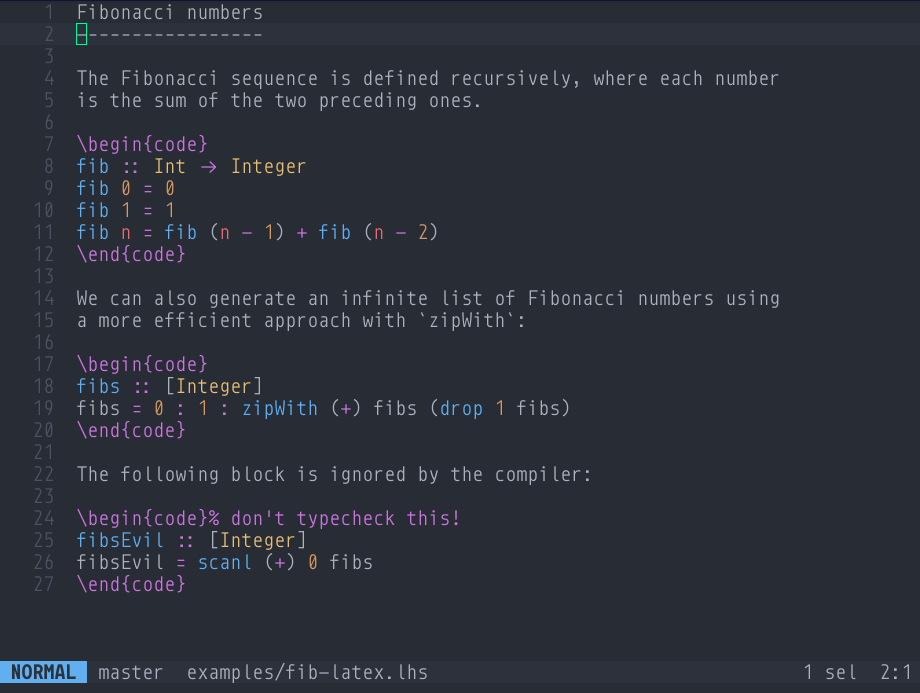 1 Fibonacci numbers
2 -----------------
3
4 The Fibonacci sequence is defined recursively, where each number
5 is the sum of the two preceding ones.
6
7 \begin{code}
8 fib :: Int → Integer
9 fib 0 = 0
10 fib 1 = 1
11 fib n = fib (n - 1) + fib (n - 2)
12 \end{code}
13
14 We can also generate an infinite list of Fibonacci numbers using
15 a more efficient approach with `zipWith`:
16
17 \begin{code}
18 fibs :: [Integer]
19 fibs = 0 : 1 : zipWith (+) fibs (drop 1 fibs)
20 \end{code}
21
22 The following block is ignored by the compiler:
23
24 \begin{code}% don't typecheck this!
25 fibsEvil :: [Integer]
26 fibsEvil = scanl (+) 0 fibs
27 \end{code}
NORMAL master examples/fib-latex.lhs 1 sel 2:1